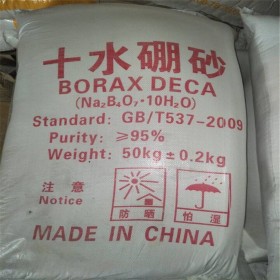 十水硼砂
BORAX DECA
(Na₂B₄O₇·10H₂O)
Standard: GB/T537-2009
Purity: ≥95%
Weight: 50kg±0.2kg
注意
Notice
防晒
怕湿
MADE IN CHINA